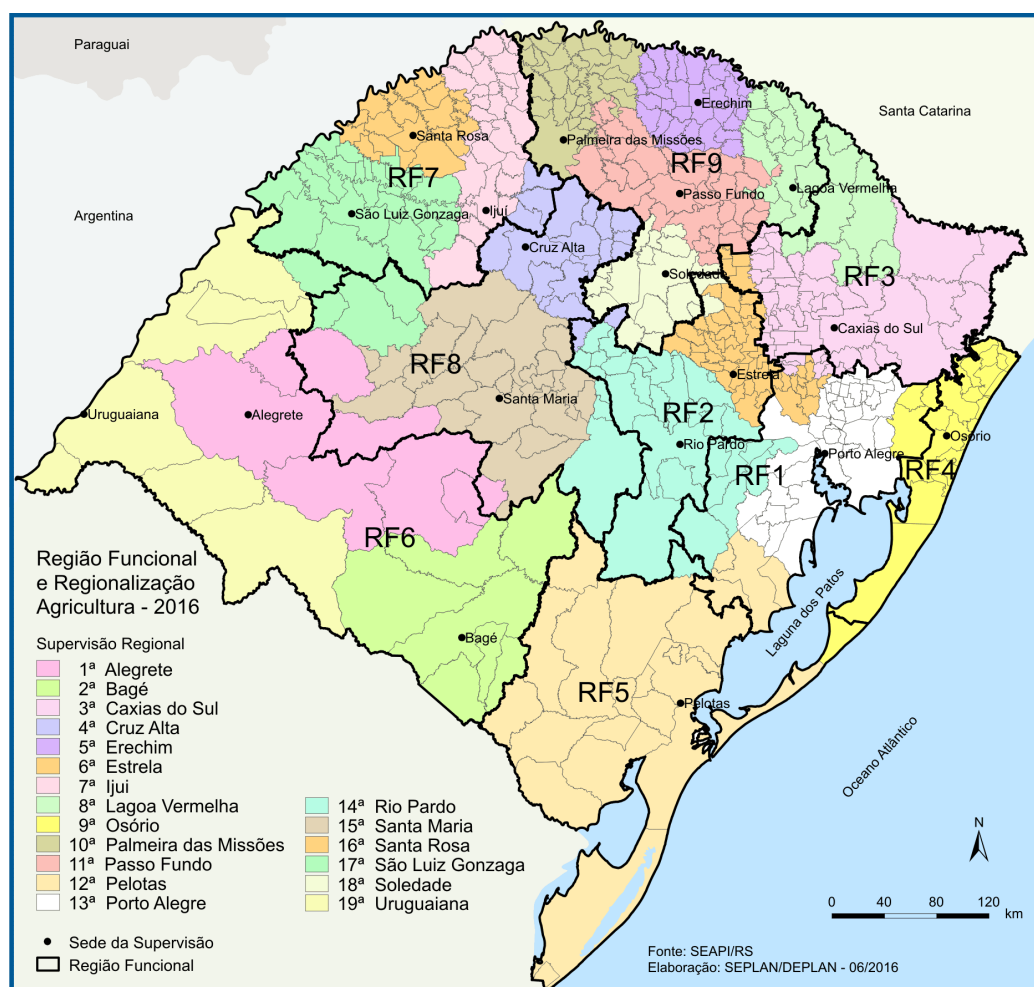 Paraguai
Santa Catarina
Argentina
Erechim
Santa Rosa
Palmeira das Missões
RF9
RF7
Passo Fundo
Lagoa Vermelha
São Luiz Gonzaga
Ijuí
Cruz Alta
Soledade
RF3
Caxias do Sul
RF8
Estrela
Santa Maria
Uruguaiana
Alegrete
RF2
Rio Pardo
Osório
Porto Alegre
RF1
RF4
RF6
Laguna dos Patos
Bagé
RF5
Pelotas
Oceano Atlântico
Região Funcional
e Regionalização
Agricultura - 2016
Supervisão Regional
1ª Alegrete
2ª Bagé
3ª Caxias do Sul
4ª Cruz Alta
5ª Erechim
6ª Estrela
7ª Ijui
8ª Lagoa Vermelha
9ª Osório
10ª Palmeira das Missões
11ª Passo Fundo
12ª Pelotas
13ª Porto Alegre
14ª Rio Pardo
15ª Santa Maria
16ª Santa Rosa
17ª São Luiz Gonzaga
18ª Soledade
19ª Uruguaiana
Sede da Supervisão
Região Funcional
N
0 40 80 120
km
Fonte: SEAPI/RS
Elaboração: SEPLAN/DEPLAN - 06/2016